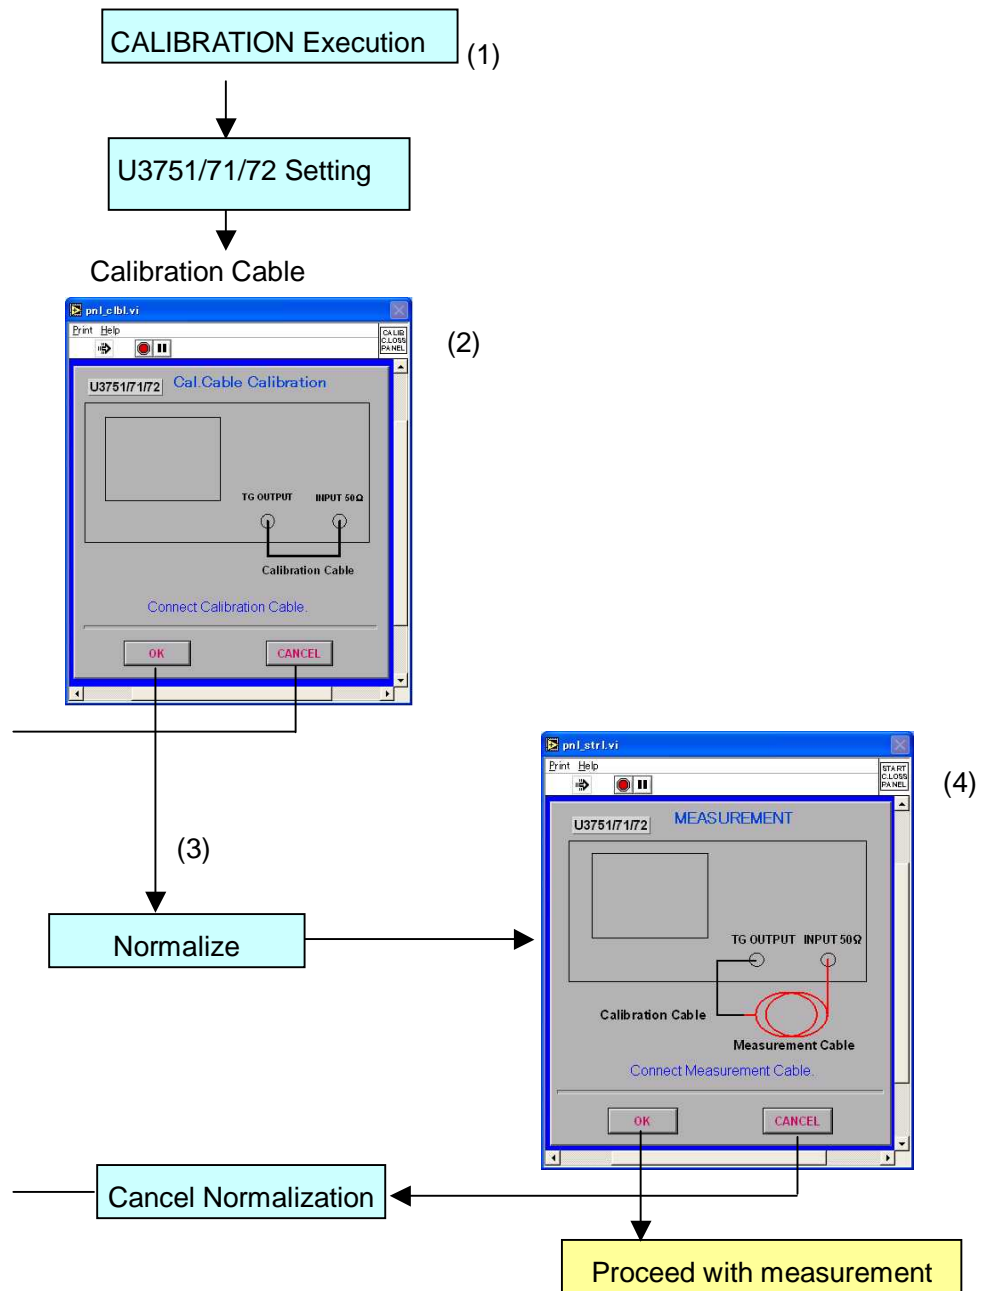 CALIBRATION Execution
(1)
U3751/71/72 Setting
Calibration Cable
pnl_clbl.vi
Print Help
CALIB
C.LOSS
PANEL
(2)
U3751/71/72
Cal.Cable Calibration
TG OUTPUT INPUT 50Ω
Calibration Cable
Connect Calibration Cable.
OK
CANCEL
(3)
Normalize
pnl_strl.vi
Print Help
START
C.LOSS
PANEL
(4)
U3751/71/72
MEASUREMENT
TG OUTPUT INPUT 50Ω
Calibration Cable
Measurement Cable
Connect Measurement Cable.
OK
CANCEL
Cancel Normalization
Proceed with measurement